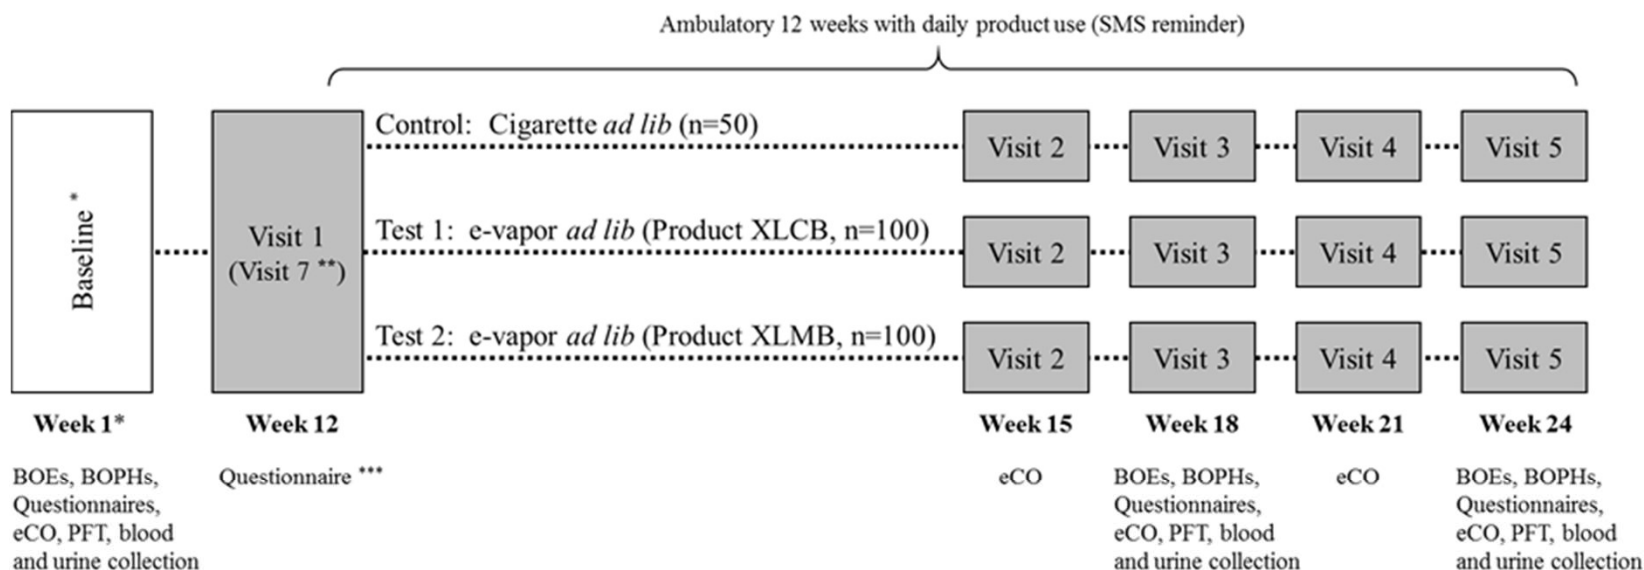 Ambulatory 12 weeks with daily product use (SMS reminder)
Baseline *
Visit 1
(Visit 7 **)
Control: Cigarette ad lib (n=50)
Visit 2
Visit 3
Visit 4
Visit 5
Test 1: e-vapor ad lib (Product XLCB, n=100)
Visit 2
Visit 3
Visit 4
Visit 5
Test 2: e-vapor ad lib (Product XLMB, n=100)
Visit 2
Visit 3
Visit 4
Visit 5
Week 1*
Week 12
Week 15
Week 18
Week 21
Week 24
BOEs, BOPHs,
Questionnaires,
eCO, PFT, blood
and urine collection
Questionnaire ***
eCO
BOEs, BOPHs,
Questionnaires,
eCO, PFT, blood
and urine collection
eCO
BOEs, BOPHs,
Questionnaires,
eCO, PFT, blood
and urine collection